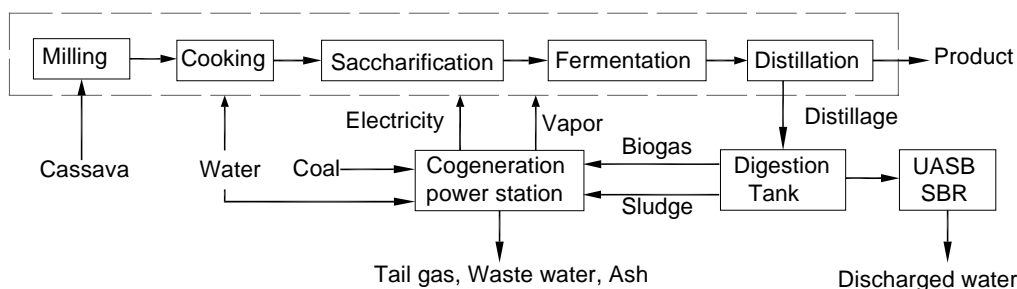 Milling
Cooking
Saccharification
Fermentation
Distillation
Product
Electricity
Vapor
Distillage
Cassava
Water
Coal
Cogeneration
power station
Biogas
Sludge
Digestion
Tank
UASB
SBR
Tail gas, Waste water, Ash
Discharged water